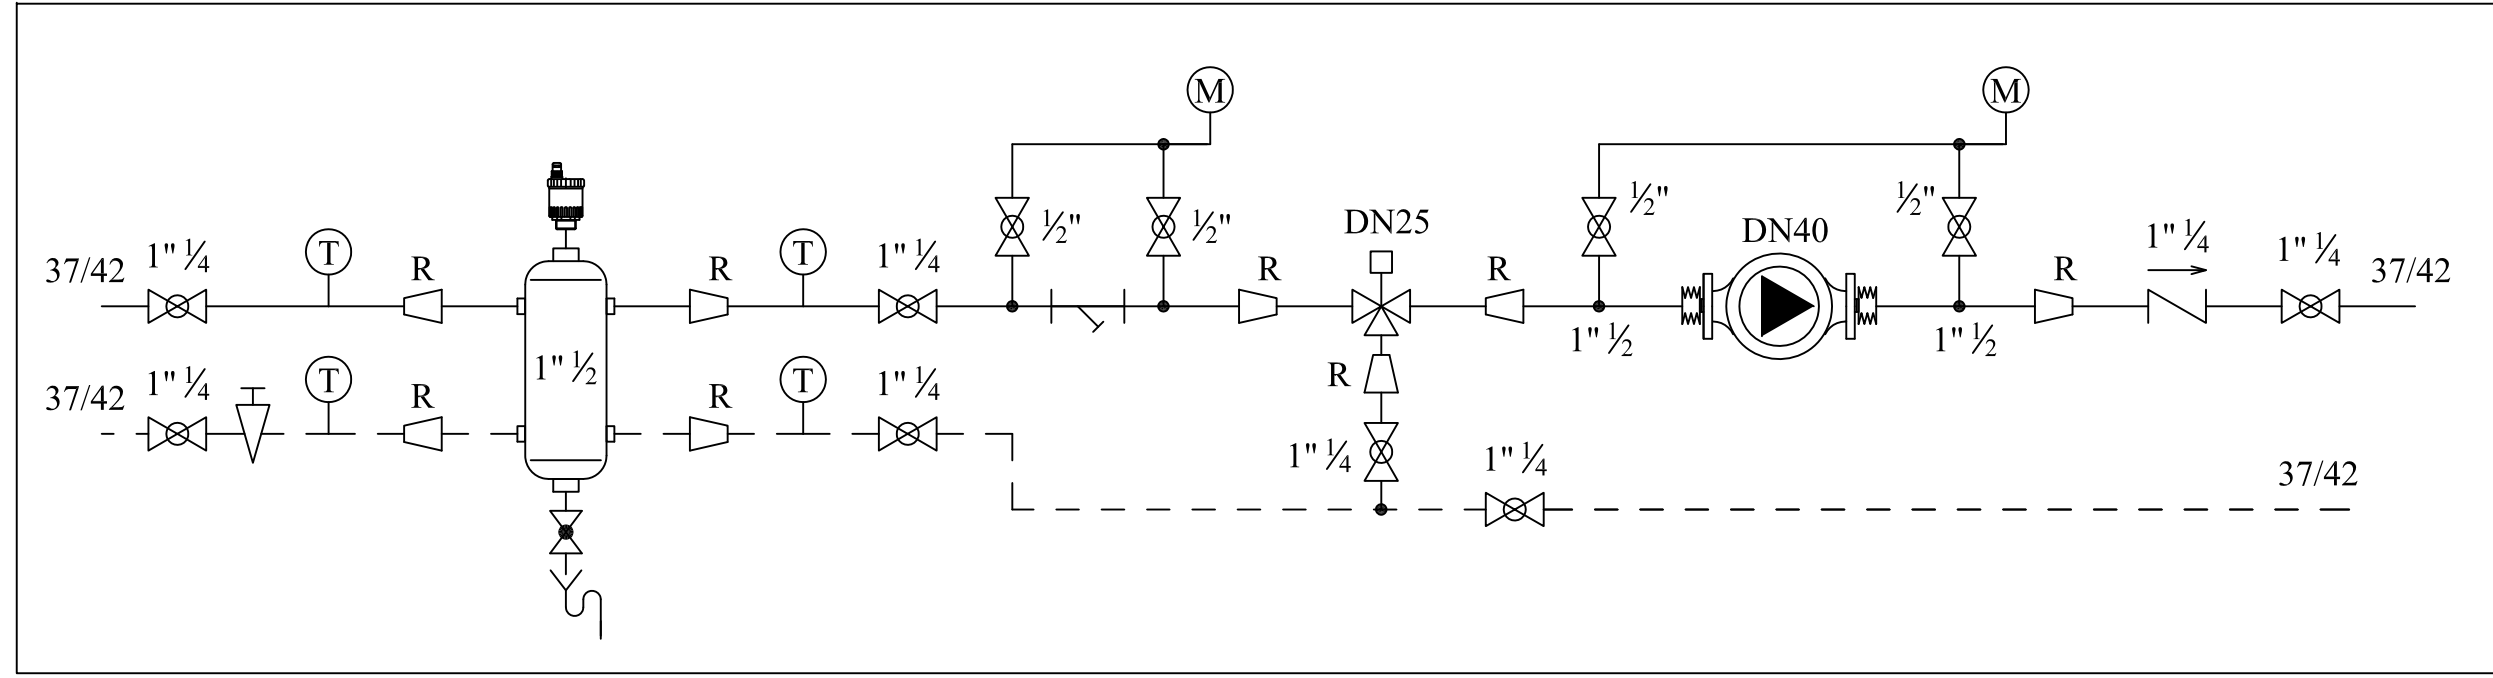 M M
½" ½" ½" ½"
DN25 DN40
37/42 1" ¼ T R R T 1" ¼ R R R 1" ¼ 1" ¼ 37/42
1" ½ 1" ½
37/42 1" ¼ T R 1" ½ R T 1" ¼ R
1" ¼ 1" ¼ 37/42